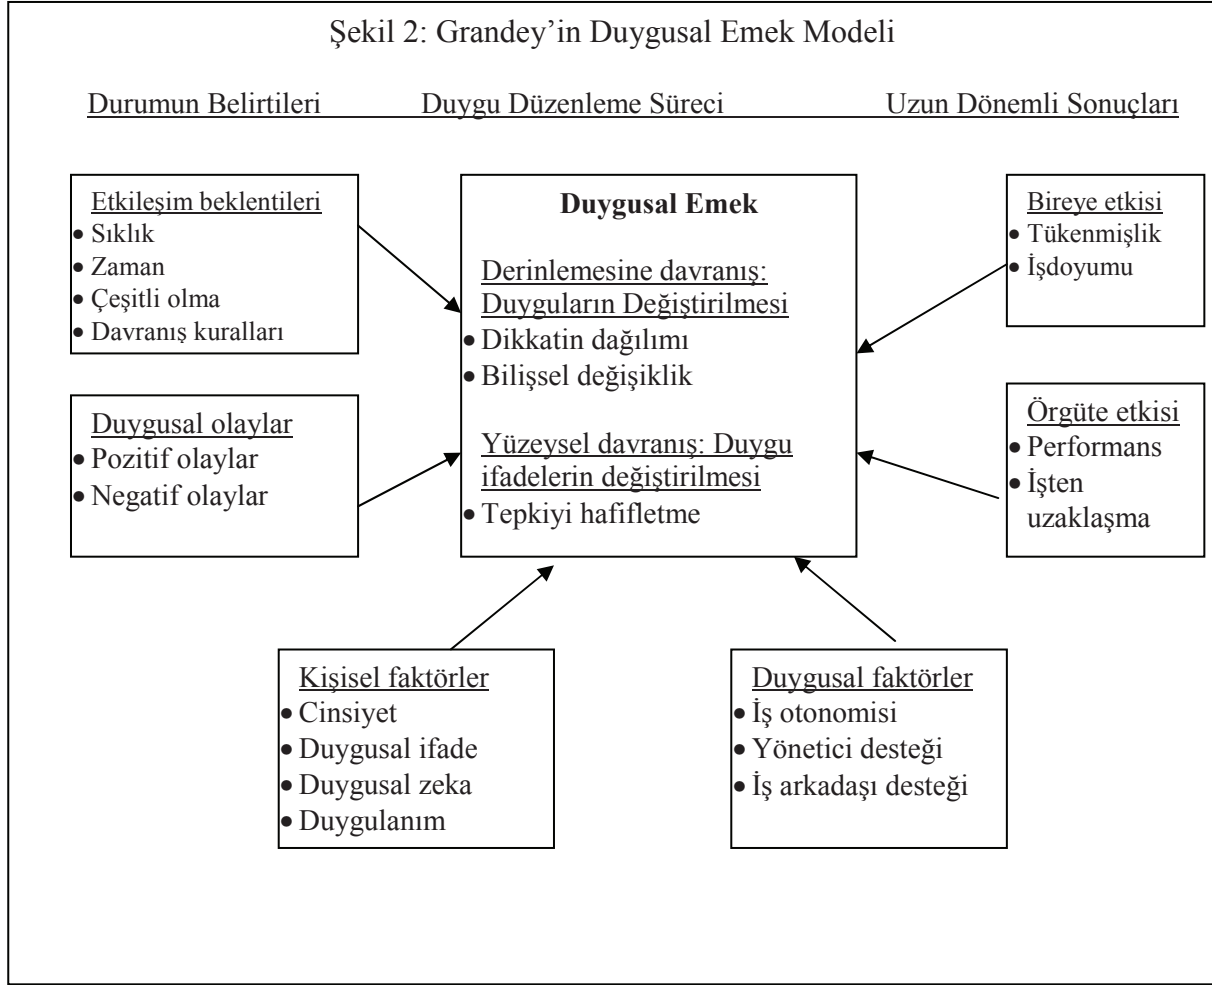 Şekil 2: Grandey’in Duygusal Emek Modeli
Durumun Belirtileri
Duygu Düzenleme Süreci
Uzun Dönemli Sonuçları
Etkileşim beklentileri
• Sıklık
• Zaman
• Çeşitli olma
• Davranış kuralları
Duygusal olaylar
• Pozitif olaylar
• Negatif olaylar
Duygusal Emek
Derinlemesine davranış:
Duyguların Değiştirilmesi
• Dikkatin dağılımı
• Bilişsel değişiklik
Yüzeysel davranış: Duygu
ifadelerin değiştirilmesi
• Tepkiyi hafifletme
Bireye etkisi
• Tükenmişlik
• İşdoyumu
Örgüte etkisi
• Performans
• İşten
uzaklaşma
Kişisel faktörler
• Cinsiyet
• Duygusal ifade
• Duygusal zeka
• Duygulanım
Duygusal faktörler
• İş otonomisi
• Yönetici desteği
• İş arkadaşı desteği